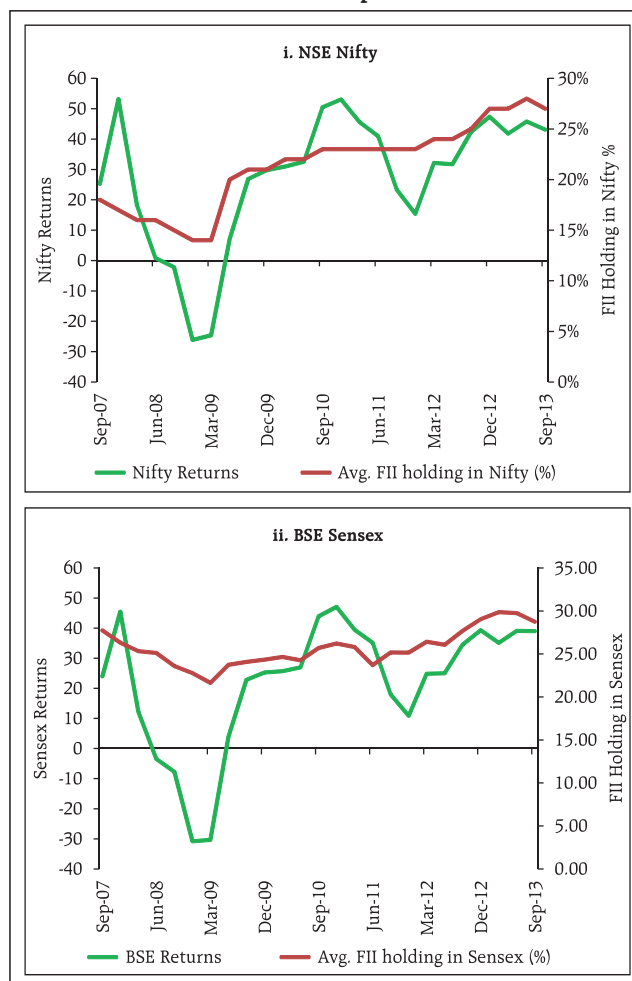 i. NSE Nifty
60
50
40
30
20
10
0
-10
-20
-30
-40
Nifty Returns
30%
25%
20%
15%
10%
5%
0%
FII Holding in Nifty %
Sep-07
Jun-08
Mar-09
Dec-09
Sep-10
Jun-11
Mar-12
Dec-12
Sep-13
Nifty Returns
Avg. FII holding in Nifty (%)
ii. BSE Sensex
60
50
40
30
20
10
0
-10
-20
-30
-40
Sensex Returns
35.00
30.00
25.00
20.00
15.00
10.00
5.00
0.00
FII Holding in Sensex
Sep-07
Jun-08
Mar-09
Dec-09
Sep-10
Jun-11
Mar-12
Dec-12
Sep-13
BSE Returns
Avg. FII holding in Sensex (%)